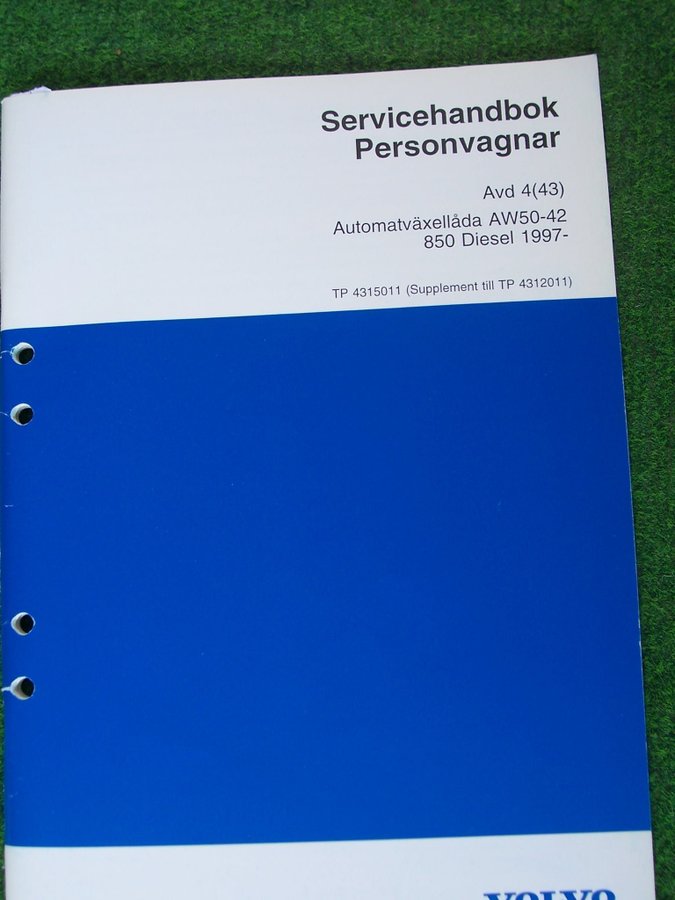 Servicehandbok
Personvagnar
Avd 4(43)
Automatväxellåda AW50-42
850 Diesel 1997-
TP 4315011 (Supplement till TP 4312011)
VOLVO